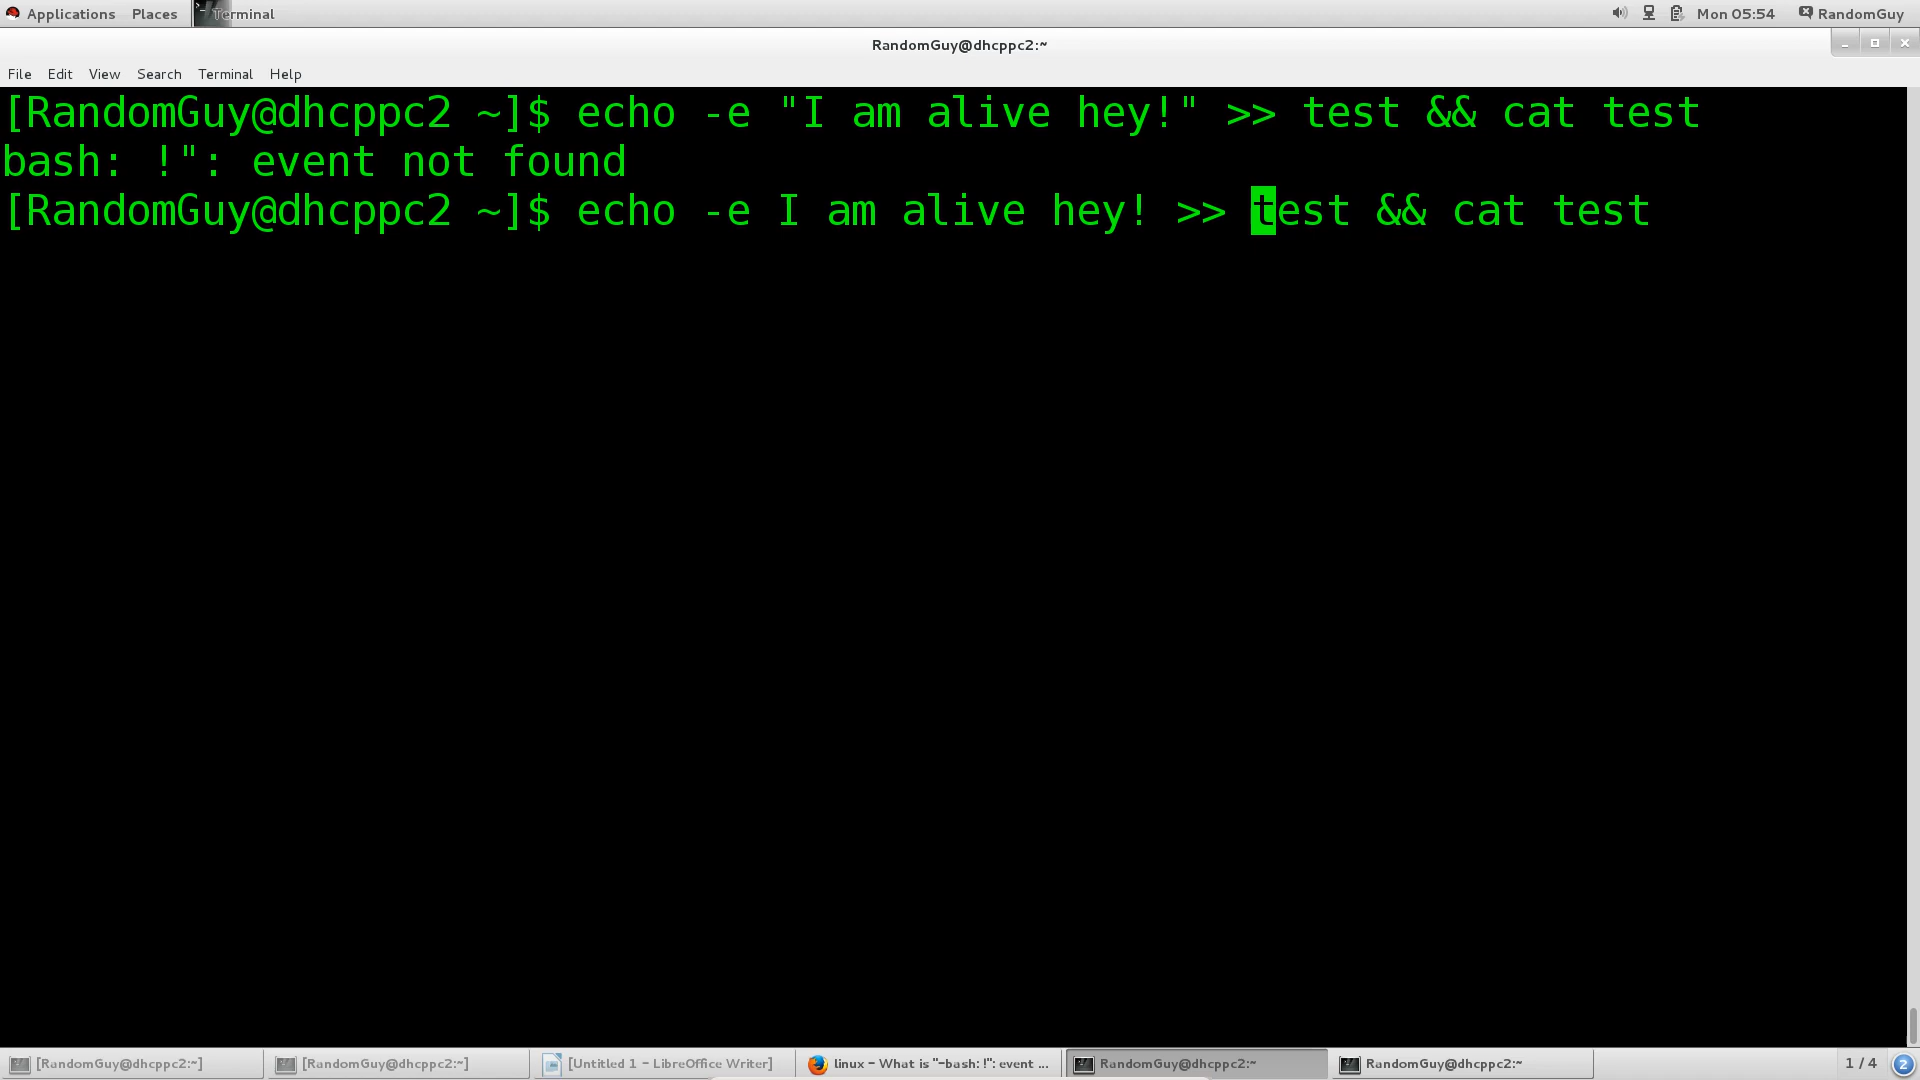 Applications Places Terminal Mon 05:54 RandomGuy
RandomGuy@dhcppc2:~
File Edit View Search Terminal Help
[RandomGuy@dhcppc2 ~]$ echo -e "I am alive hey!" >> test && cat test
bash: !": event not found
[RandomGuy@dhcppc2 ~]$ echo -e I am alive hey! >> test && cat test
[RandomGuy@dhcppc2:~] [RandomGuy@dhcppc2:~] [Untitled 1 - LibreOffice Writer] linux - What is "-bash: !": event ... RandomGuy@dhcppc2:~ RandomGuy@dhcppc2:~ 1 / 4 2